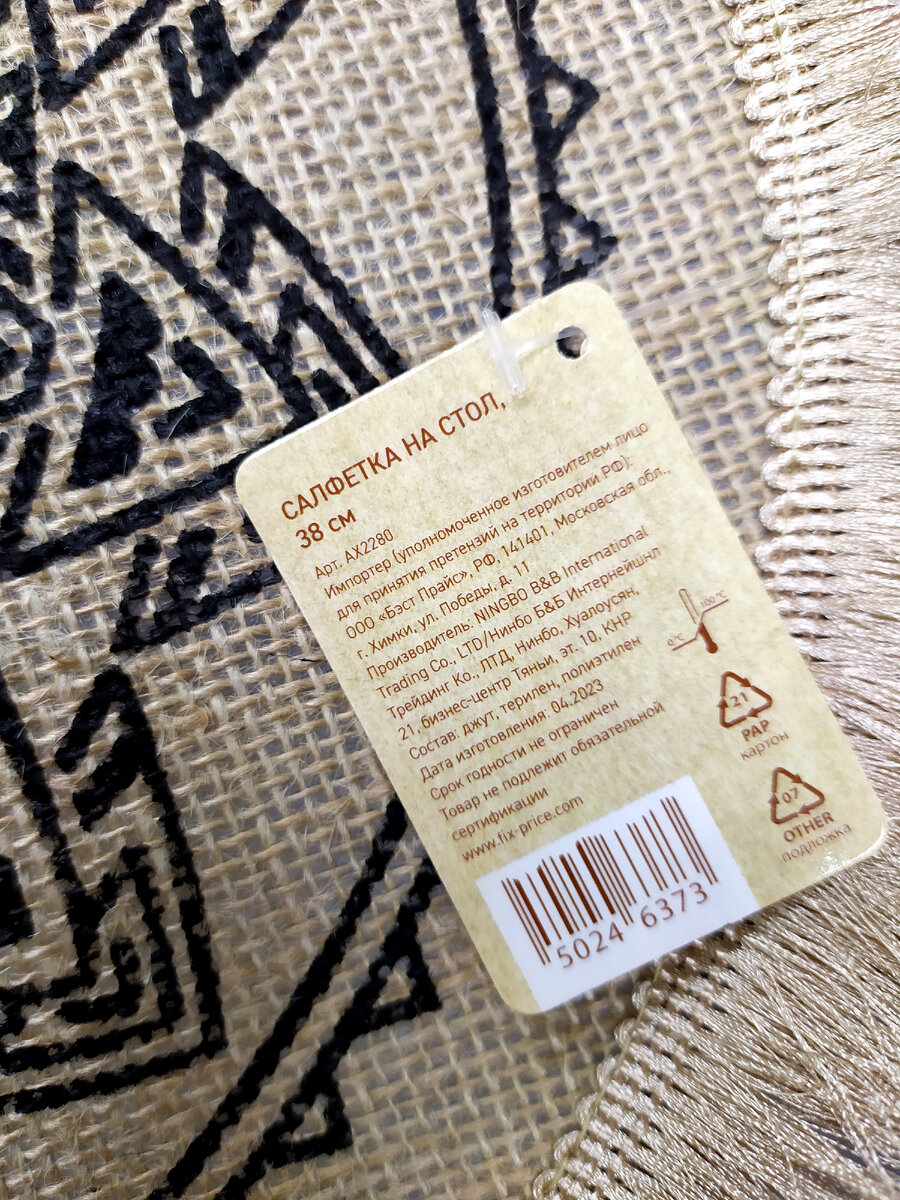 САЛФЕТКА НА СТОЛ,
38 см
Арт. AX2280
Импортер (уполномоченное изготовителем лицо
для принятия претензий на территории РФ):
ООО «Бэст Прайс», РФ, 141401, Московская обл.,
г. Химки, ул. Победы, д. 11
Производитель: NINGBO B&B International
Trading Co., LTD/Нинбо Б&Б Интернейшнл
Трейдинг Ко., ЛТД, Нинбо, Хуалоусян,
21, бизнес-центр Тяньи, эт. 10, КНР
Состав: джут, терилен, полиэтилен
Дата изготовления: 04.2023
Срок годности не ограничен
Товар не подлежит обязательной
сертификации
www.fix-price.com
0°C 100°C
21
PAP
картон
07
OTHER
подложка
5024 6373